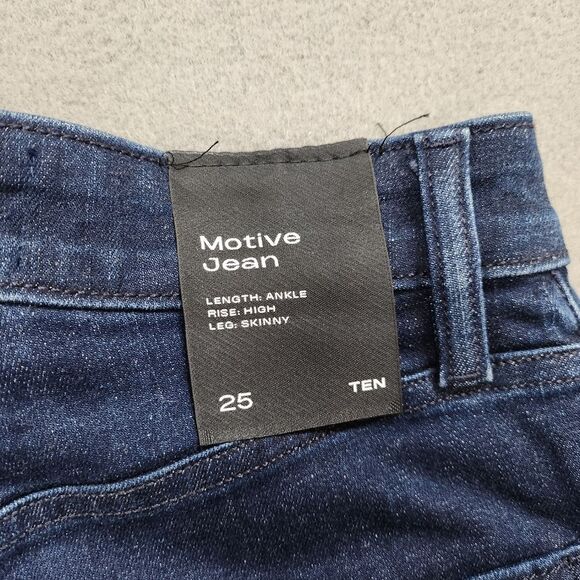 Motive
Jean
LENGTH: ANKLE
RISE: HIGH
LEG: SKINNY
25
TEN